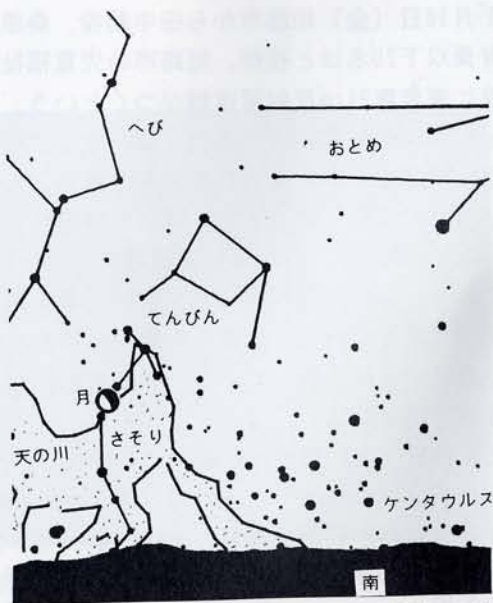 へび
おとめ
てんびん
月
さそり
天の川
ケンタウルス
南